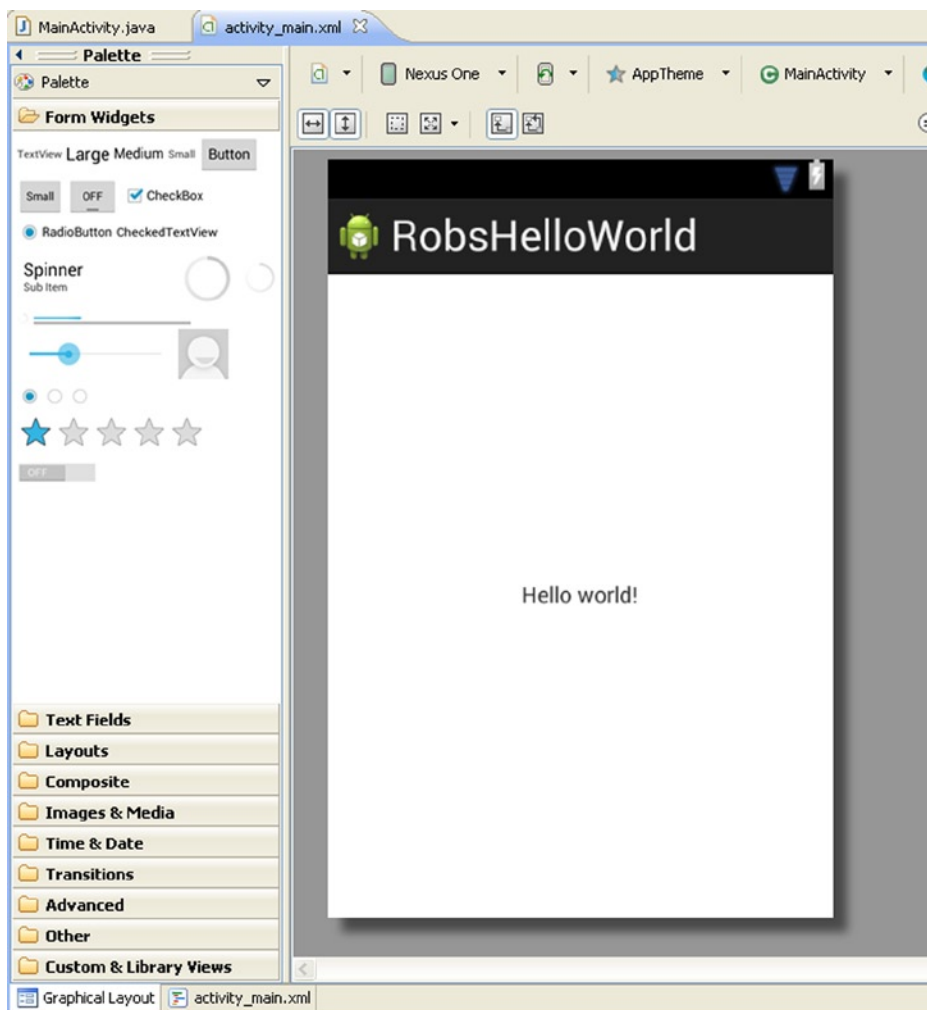 MainActivity.java activity_main.xml
Palette
Palette
Nexus One AppTheme MainActivity
Form Widgets
TextView Large Medium Small Button
Small OFF CheckBox
RadioButton CheckedTextView
Spinner
Sub Item
OFF
RobsHelloWorld
Hello world!
Text Fields
Layouts
Composite
Images & Media
Time & Date
Transitions
Advanced
Other
Custom & Library Views
Graphical Layout activity_main.xml